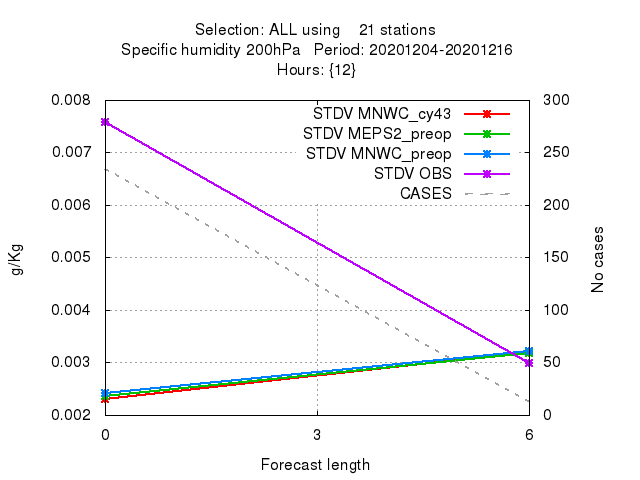 Selection: ALL using    21 stations
Specific humidity 200hPa   Period: 20201204-20201216
Hours: {12}
0.008
0.007
0.006
0.005
0.004
0.003
0.002
g/Kg
STDV MNWC_cy43
STDV MEPS2_preop
STDV MNWC_preop
STDV OBS
CASES
300
250
200
150
100
50
0
No cases
0
3
6
Forecast length